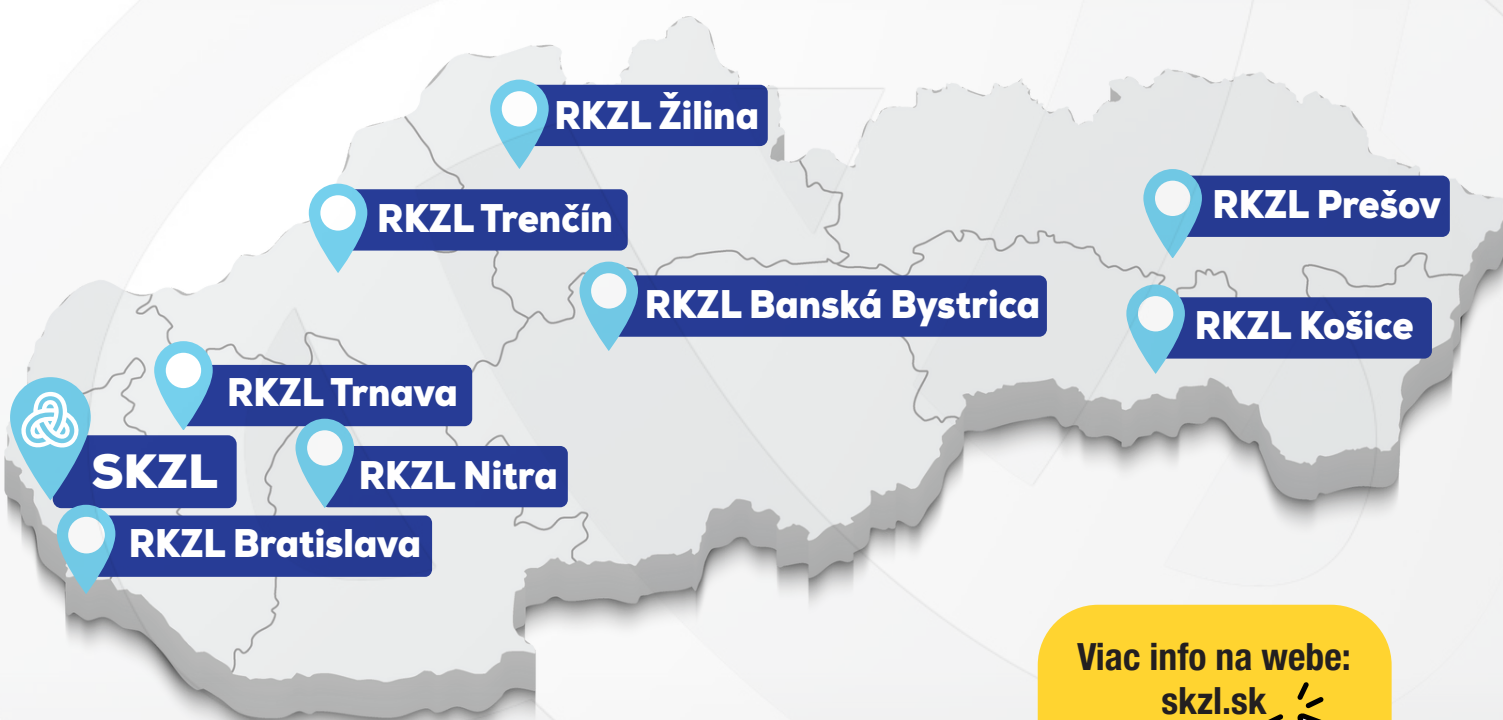 RKZL Žilina
RKZL Trenčín
RKZL Prešov
RKZL Banská Bystrica
RKZL Košice
RKZL Trnava
SKZL
RKZL Nitra
RKZL Bratislava
Viac info na webe:
skzl.sk